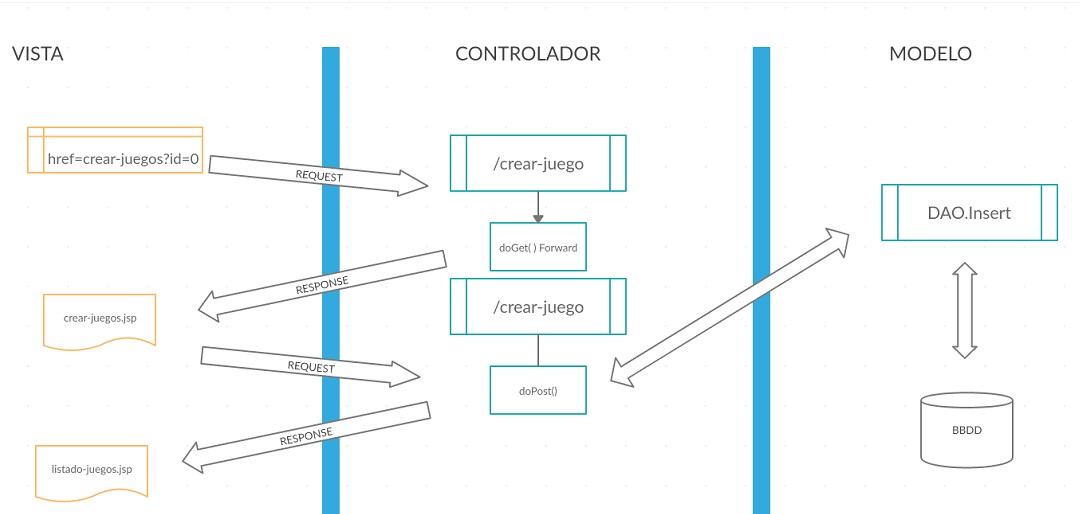 VISTA
CONTROLADOR
MODELO
href=crear-juegos?id=0
REQUEST
/crear-juego
DAO.Insert
doGet( ) Forward
RESPONSE
crear-juegos.jsp
/crear-juego
REQUEST
doPost()
RESPONSE
BBDD
listado-juegos.jsp